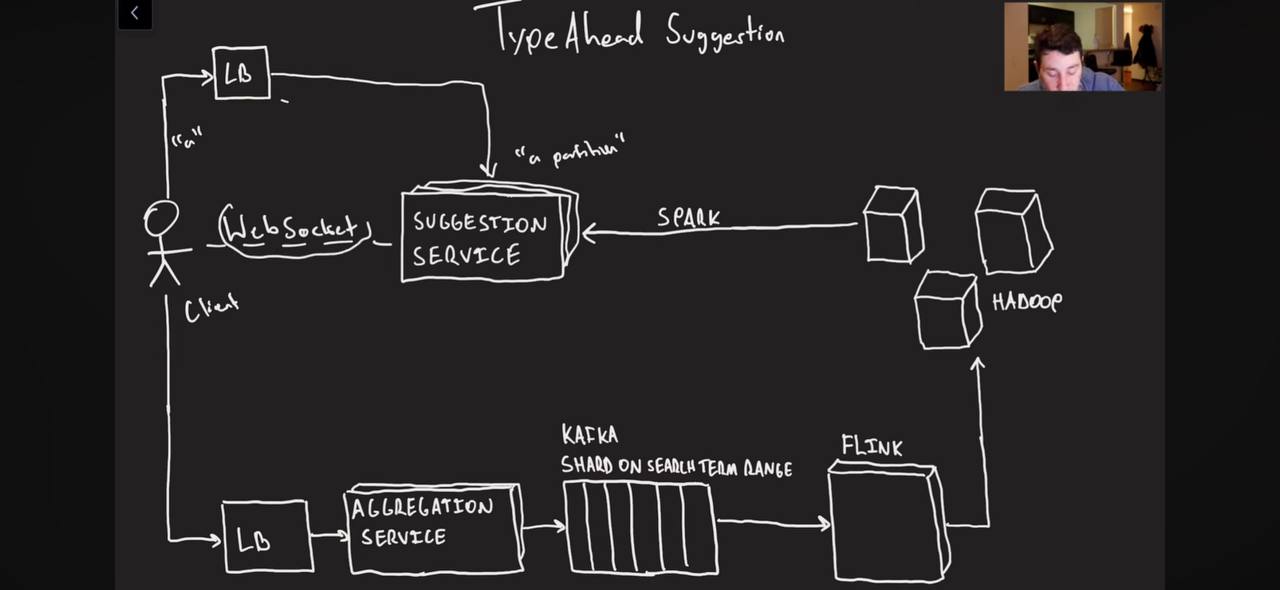 TypeAhead Suggestion
LB
"a"
"a partition"
WebSocket
SUGGESTION
SERVICE
SPARK
Client
HADOOP
KAFKA
SHARD ON SEARCH TERM RANGE
FLINK
AGGREGATION
SERVICE
LB